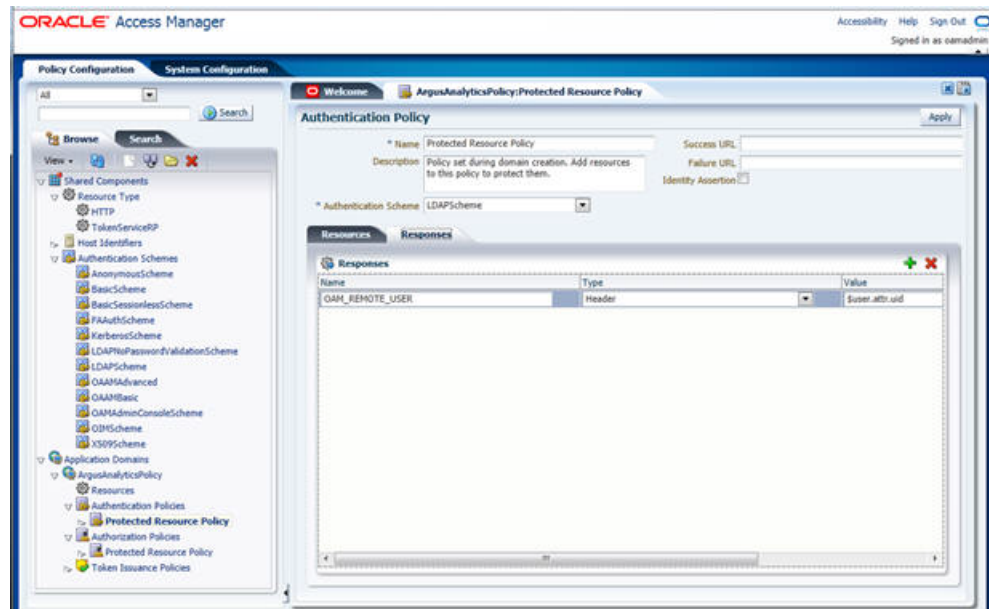 ORACLE Access Manager
Accessibility Help Sign Out
Signed in as oamadmin
Policy Configuration System Configuration
All
Search
Browse Search
View
Shared Components
Resource Type
HTTP
TokenServiceRP
Host Identifiers
Authentication Schemes
AnonymousScheme
BasicScheme
BasicSessionlessScheme
FAAuthScheme
KerberosScheme
LDAPNoPasswordValidationScheme
LDAPScheme
OAAMAdvanced
OAAMBasic
OAMAdminConsoleScheme
OIMScheme
X509Scheme
Application Domains
ArgusAnalyticsPolicy
Resources
Authentication Policies
Protected Resource Policy
Authorization Policies
Protected Resource Policy
Token Issuance Policies
Welcome ArgusAnalyticsPolicy:Protected Resource Policy
Authentication Policy Apply
* Name Protected Resource Policy
Description Policy set during domain creation. Add resources
to this policy to protect them.
* Authentication Scheme LDAPScheme
Success URL
Failure URL
Identity Assertion
Resources Responses
Responses
Name Type Value
OAM_REMOTE_USER Header $user.attr.uid